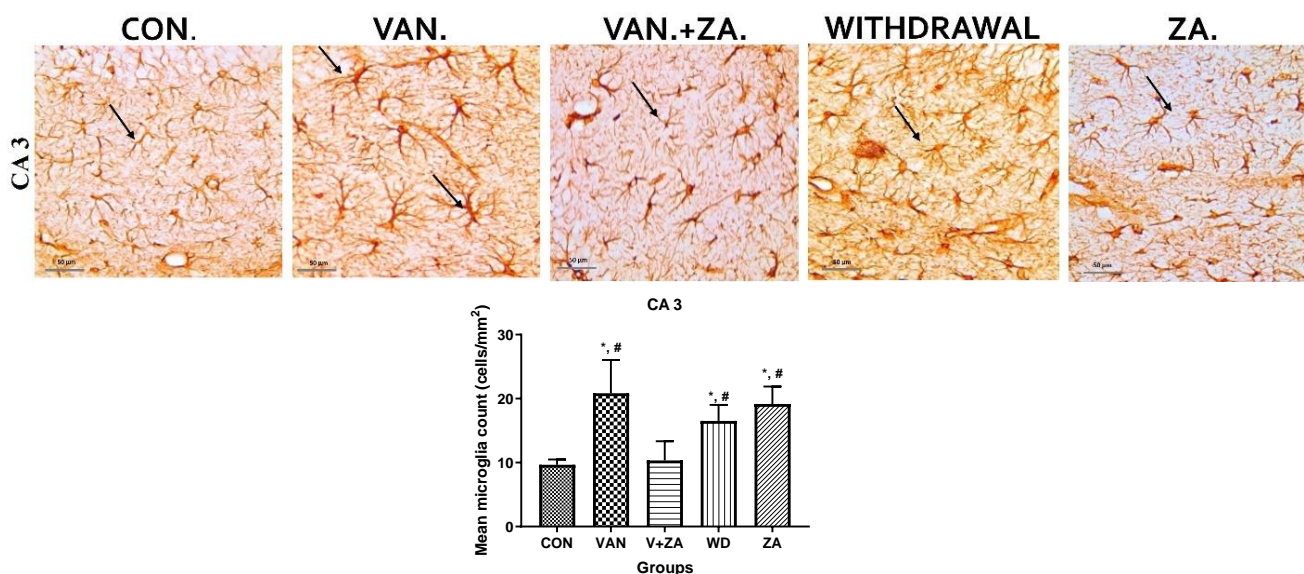 CON. VAN. VAN.+ZA. WITHDRAWAL ZA.
CA 3
50 µm 50 µm 50 µm 50 µm 50 µm
CA 3
Mean microglia count (cells/mm²)
30
*, #
*, #
*, #
20
10
0
CON VAN V+ZA WD ZA
Groups